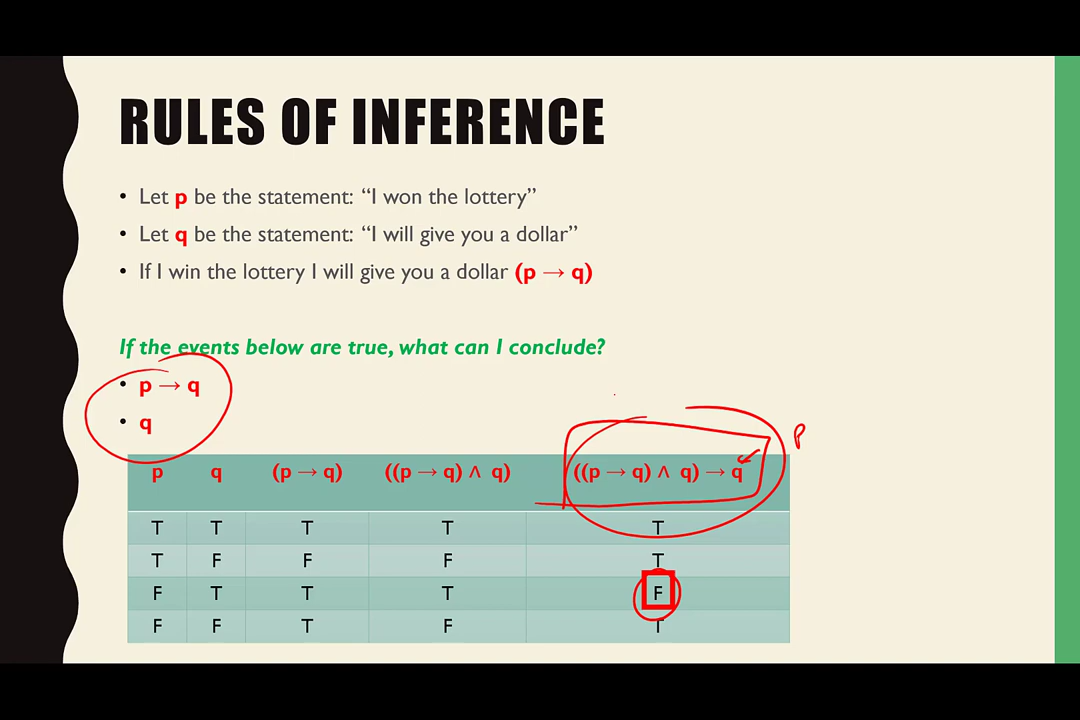 RULES OF INFERENCE
• Let p be the statement: “I won the lottery”
• Let q be the statement: “I will give you a dollar”
• If I win the lottery I will give you a dollar (p → q)
If the events below are true, what can I conclude?
• p → q
• q
P
p q (p → q) ((p → q) ∧ q) ((p → q) ∧ q) → q
T T T T T
T F F F T
F T T T F
F F T F T